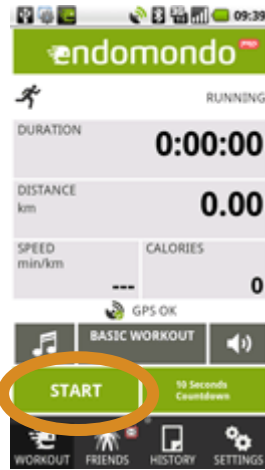 09:39
endomondo PRO
RUNNING
DURATION
0:00:00
DISTANCE
km
0.00
SPEED
min/km
---
CALORIES
0
GPS OK
BASIC WORKOUT
START
10 Seconds
Countdown
WORKOUT FRIENDS HISTORY SETTINGS